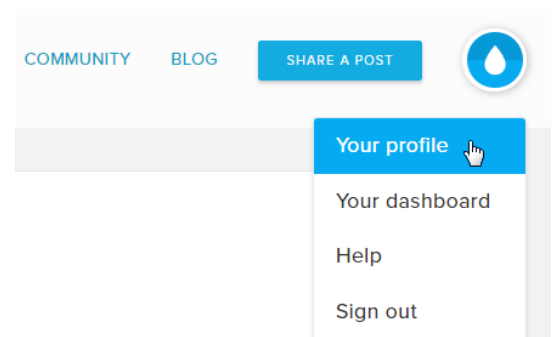 COMMUNITY BLOG SHARE A POST
Your profile
Your dashboard
Help
Sign out